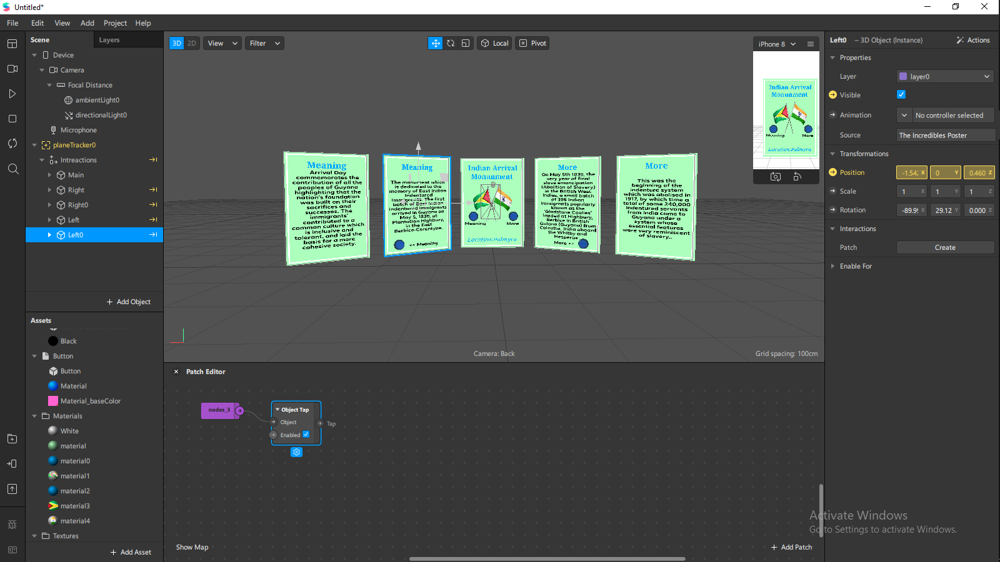 Untitled*
File Edit View Add Project Help
Scene Layers
3D 2D View Filter Local Pivot
iPhone 8
Left0 – 3D Object (Instance) Actions
Device
Camera
Focal Distance
ambientLight0
directionalLight0
Microphone
planeTracker0
Intreactions
Main
Right
Right0
Left
Left0
+ Add Object
Properties
Layer layer0
Visible
Animation No controller selected
Source The Incredibles Poster
Transformations
Position -1.54 X 0 Y 0.460 Z
Scale 1 X 1 Y 1 Z
Rotation -89.9 X 29.12 Y 0.000 Z
Interactions
Patch Create
Enable For
Indian Arrival
Monunment
Meaning More
Location:Palmyra
Meaning
Arrival Day
commemorates the
contribution of all the
peoples of Guyana
highlighting that the
nation's foundation
was built on their
sacrifices and
successes. The
immigrants'
contributed to a
common culture which
is inclusive and
tolerant, and laid the
basis for a more
cohesive society.
Meaning
The monument which
is dedicated to the
memory of East Indian
Indentured
Immigrants. The first
batch of East Indian
Indentured Immigrants
arrived in Guyana on
May 5, 1838, at
Plantation Highbury,
in the East
Berbice-Corentyne.
<< Meaning
Indian Arrival
Monunment
Meaning More
Location:Palmyra
More
On May 5th 1838, the
very year of final
slave emancipation
(Abolition of Slavery)
in the British West
Indies, a small batch
of 396 Indian
Immigrants popularly
Known as the
'Gladstone Coolies'
landed at Highbury,
Berbice in British
Guiana (Guyana) from
Calcutta, India aboard
the Whitby and
Hesperus.
More >>
More
This was the
beginning of the
indenture system
which was abolised in
1917, by which time a
total of some 240,000
indentured servants
from India came to
Guyana under a
system whose
essential features
were very reminiscent
of slavery..
Camera: Back
Grid spacing: 100cm
Assets
Black
Button
Button
Material
Material_baseColor
Materials
White
material
material0
material1
material2
material3
material4
Textures
+ Add Asset
Patch Editor
nodes_3
Object Tap
Object
Enabled
Tap
Show Map
+ Add Patch
Activate Windows
Go to Settings to activate Windows.